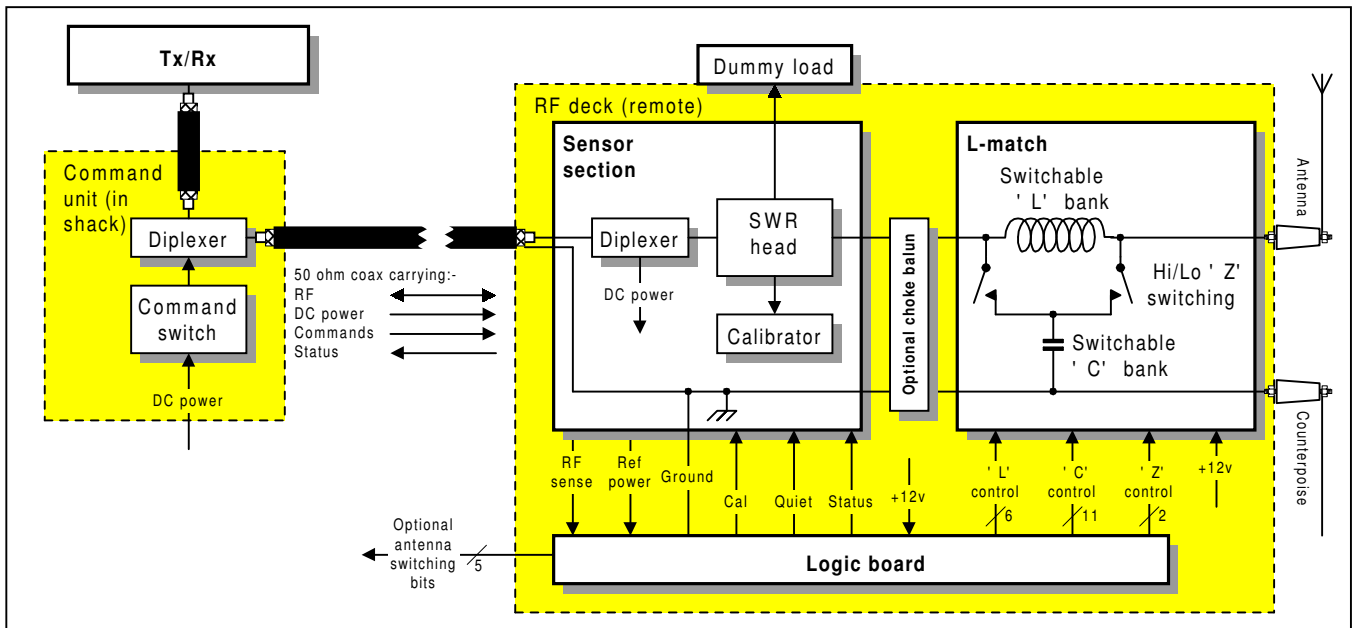 Tx/Rx
Dummy load
RF deck (remote)
Command
unit (in
shack)
Sensor
section
L-match
Switchable
' L' bank
Antenna
Diplexer
Diplexer
SWR
head
Optional choke balun
Hi/Lo ' Z'
switching
50 ohm coax carrying:-
RF
DC power
Commands
Status
DC power
Command
switch
Calibrator
Switchable
' C' bank
DC power
Counterpoise
RF
sense
Ref
power
Ground
Cal
Quiet
Status
+12v
' L'
control
6
' C'
control
11
' Z'
control
2
+12v
Optional
antenna
switching
bits
5
Logic board